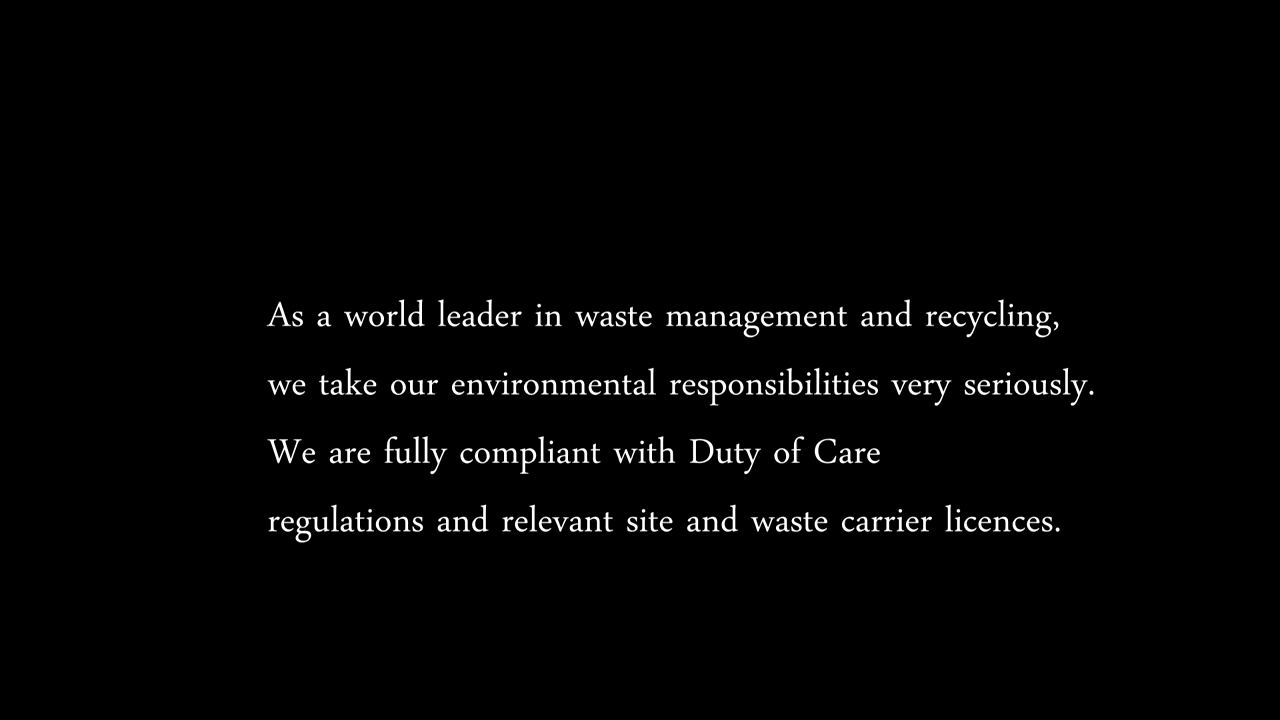 As a world leader in waste management and recycling,
we take our environmental responsibilities very seriously.
We are fully compliant with Duty of Care
regulations and relevant site and waste carrier licences.